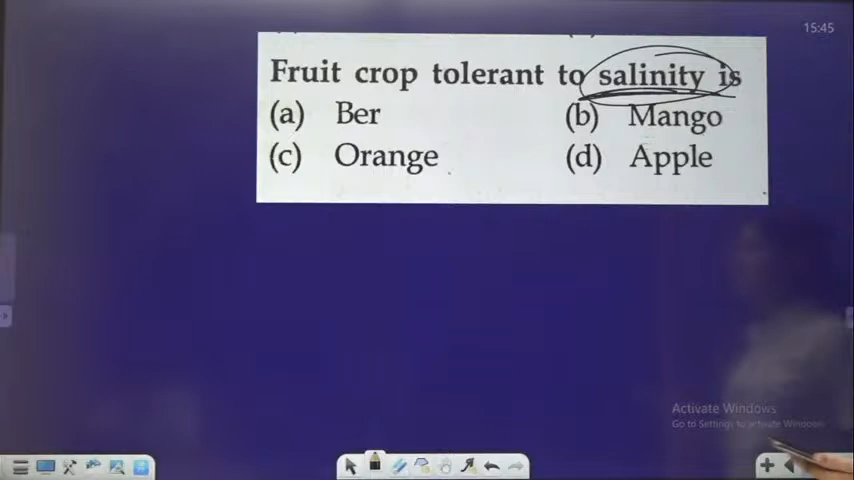 15:45
Fruit crop tolerant to salinity is
(a) Ber (b) Mango
(c) Orange (d) Apple
Activate Windows
Go to Settings to activate Windows.